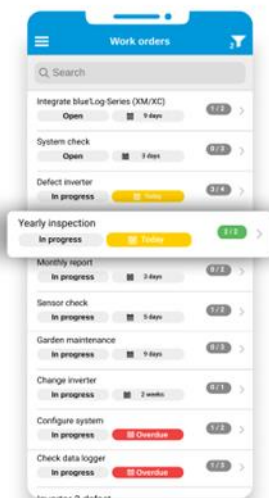 Work orders
2
Search
Integrate blue'Log-Series (XM/XC)
Open 9 days 1 / 2
System check
Open 3 days 0 / 2
Defect inverter
In progress Today 3 / 4
Yearly inspection
In progress Today 2 / 2
Monthly report
In progress 3 days 0 / 2
Sensor check
In progress 5 days 1 / 2
Garden maintenance
In progress 9 days 0 / 2
Change inverter
In progress 2 weeks 0 / 1
Configure system
In progress Overdue 1 / 2
Check data logger
In progress Overdue 1 / 3